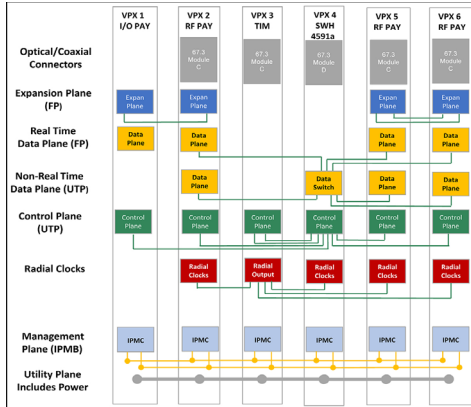 VPX 1
I/O PAY
VPX 2
RF PAY
VPX 3
TIM
VPX 4
SWH
4591a
VPX 5
RF PAY
VPX 6
RF PAY
Optical/Coaxial
Connectors
67.3
Module
C
67.3
Module
C
67.3
Module
D
67.3
Module
C
67.3
Module
C
Expansion Plane
(FP)
Expan
Plane
Expan
Plane
Expan
Plane
Expan
Plane
Real Time
Data Plane (FP)
Data
Plane
Data
Plane
Data
Plane
Data
Plane
Non-Real Time
Data Plane (UTP)
Data
Plane
Data
Switch
Data
Plane
Data
Plane
Control Plane
(UTP)
Control
Plane
Control
Plane
Control
Plane
Control
Plane
Control
Plane
Control
Plane
Radial Clocks
Radial
Clocks
Radial
Output
Radial
Clocks
Radial
Clocks
Radial
Clocks
Management
Plane (IPMB)
IPMC
IPMC
IPMC
IPMC
IPMC
IPMC
Utility Plane
Includes Power